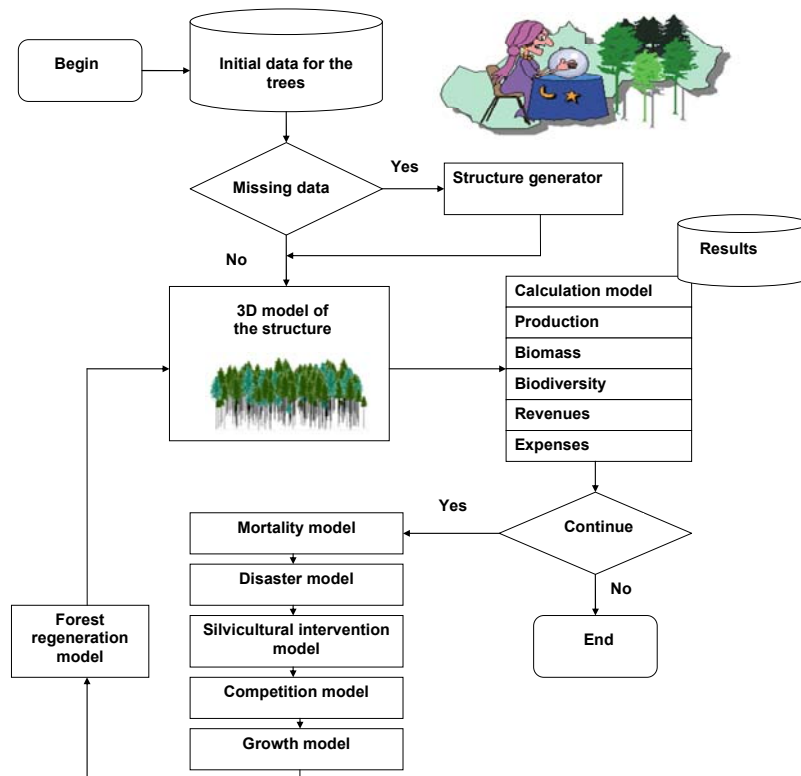 Begin
Initial data for the
trees
Yes
Missing data
Structure generator
No
Results
3D model of
the structure
Calculation model
Production
Biomass
Biodiversity
Revenues
Expenses
Yes
Continue
Mortality model
No
Disaster model
End
Silvicultural intervention
model
Forest
regeneration
model
Competition model
Growth model